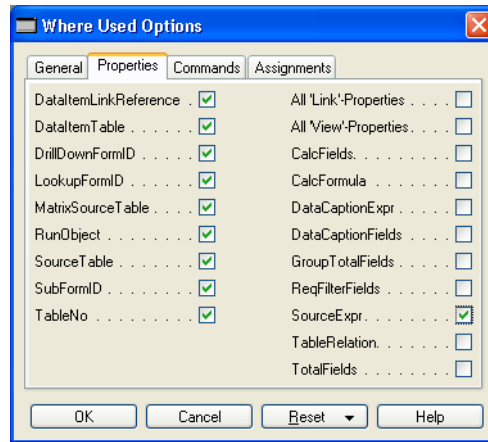 Where Used Options
General Properties Commands Assignments
DataItemLinkReference .
DataItemTable . . . . . .
DrillDownFormID . . . . .
LookupFormID . . . . . .
MatrixSourceTable . . . .
RunObject . . . . . . . .
SourceTable . . . . . . .
SubFormID . . . . . . . .
TableNo . . . . . . . . .
All 'Link'-Properties . . . .
All 'View'-Properties. . . .
CalcFields. . . . . . . . .
CalcFormula . . . . . . .
DataCaptionExpr . . . . .
DataCaptionFields . . . .
GroupTotalFields . . . . .
ReqFilterFields . . . . . .
SourceExpr. . . . . . . .
TableRelation. . . . . . .
TotalFields . . . . . . . .
OK Cancel Reset Help